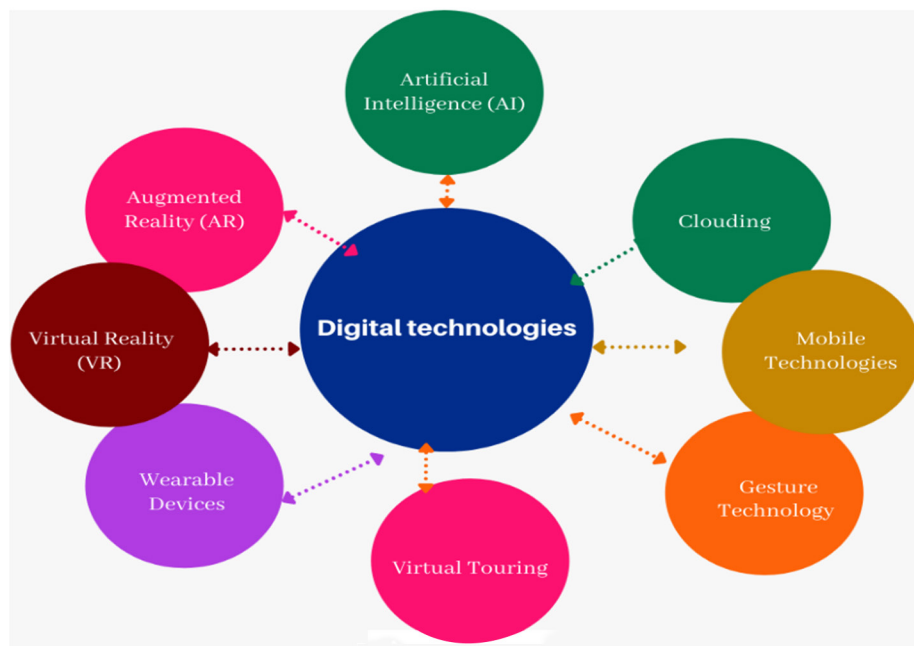 Artificial
Intelligence (AI)
Augmented
Reality (AR)
Clouding
Virtual Reality
(VR)
Digital technologies
Mobile
Technologies
Wearable
Devices
Gesture
Technology
Virtual Touring